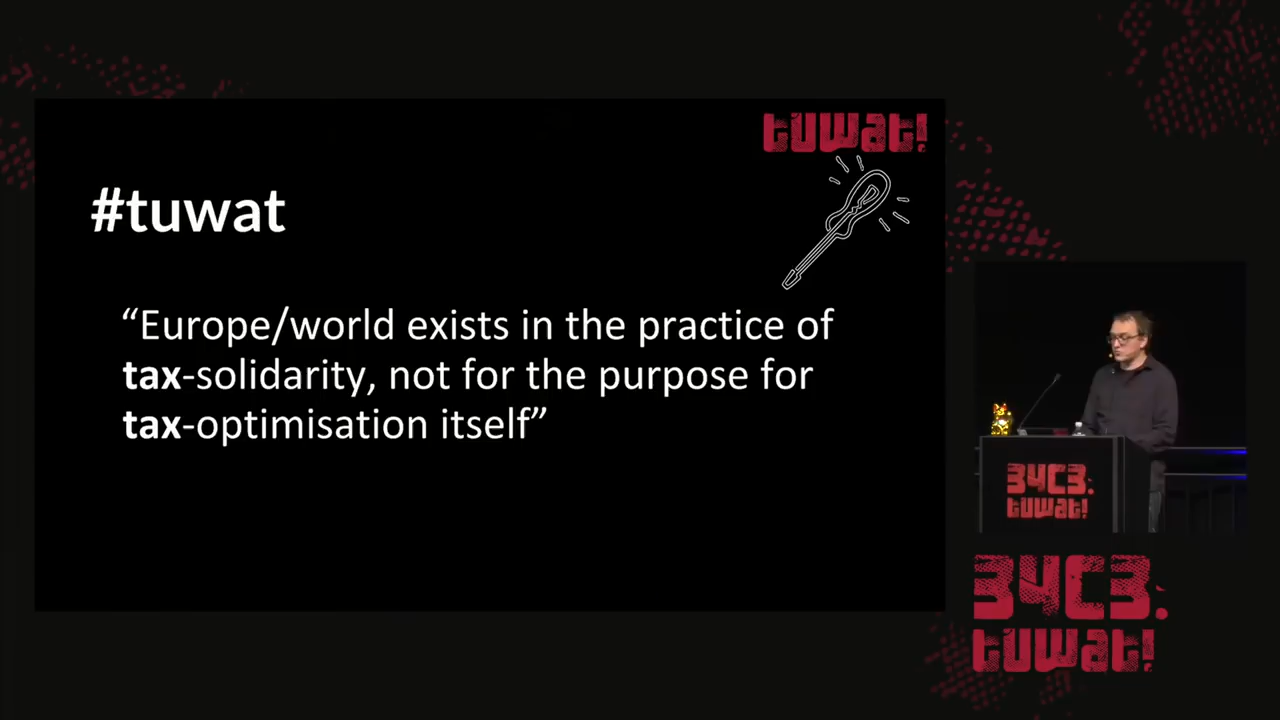 tuwat!
#tuwat
“Europe/world exists in the practice of
tax-solidarity, not for the purpose for
tax-optimisation itself”
34C3.
tuwat!
34C3.
tuwat!